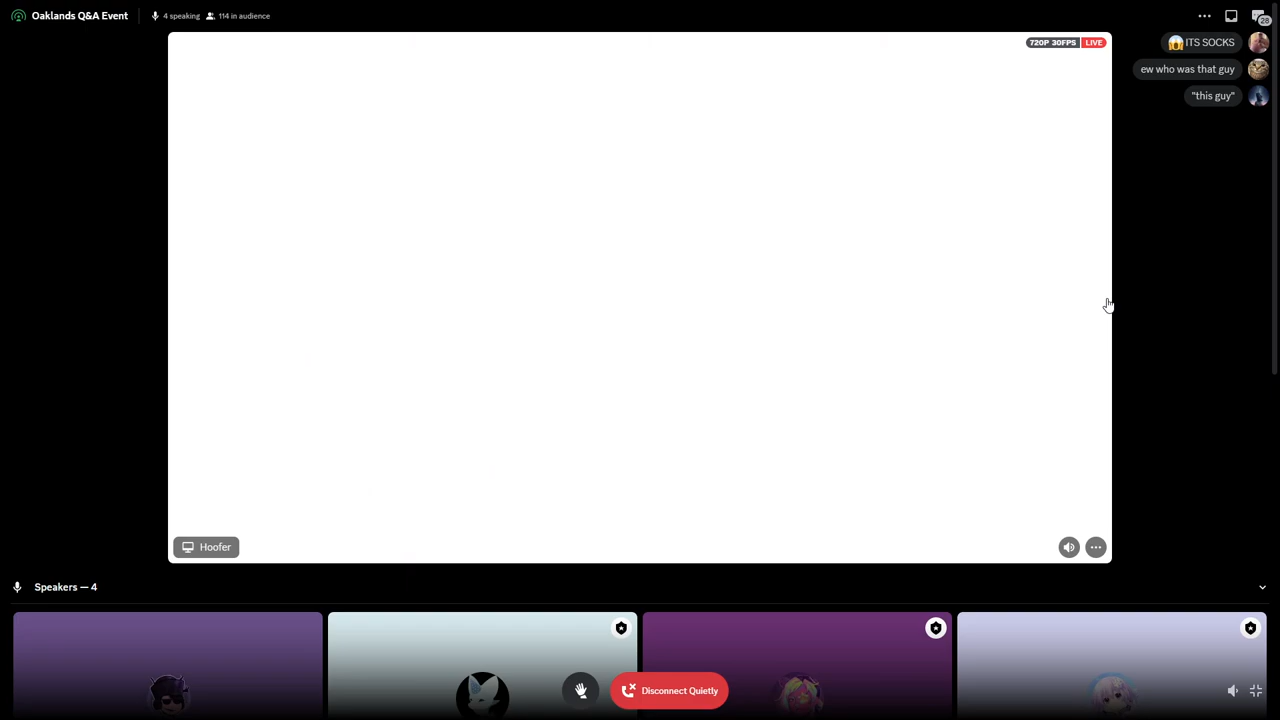 Oaklands Q&A Event
4 speaking
114 in audience
28
720P 30FPS
LIVE
ITS SOCKS
ew who was that guy
"this guy"
Hoofer
Speakers — 4
Disconnect Quietly